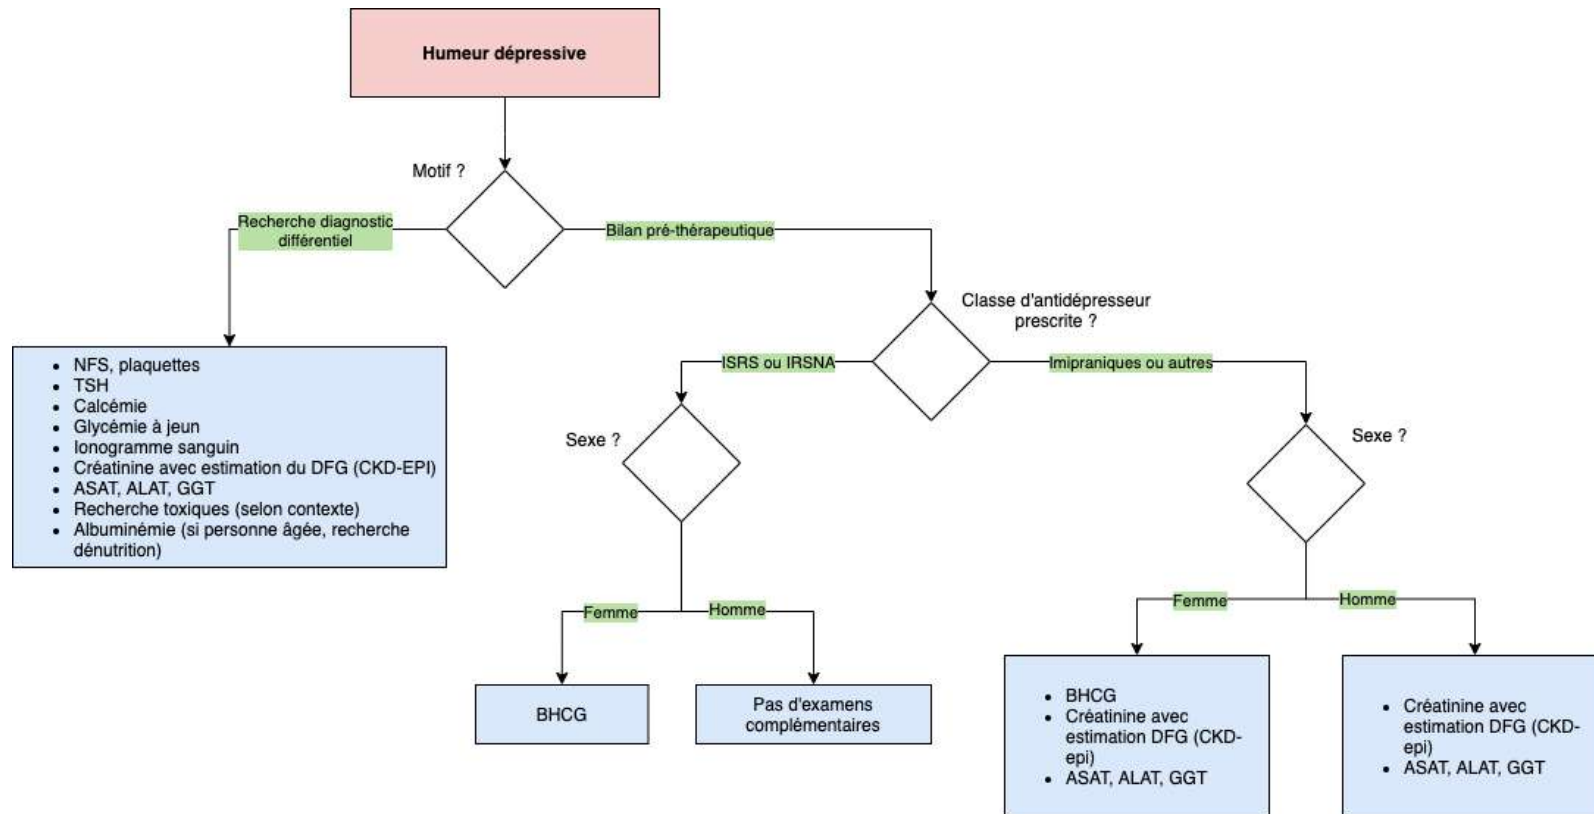 Humeur dépressive
Motif ?
Recherche diagnostic
différentiel
Bilan pré-thérapeutique
Classe d'antidépresseur
prescrite ?
ISRS ou IRSNA
Imipraniques ou autres
• NFS, plaquettes
• TSH
• Calcémie
• Glycémie à jeun
• Ionogramme sanguin
• Créatinine avec estimation du DFG (CKD-EPI)
• ASAT, ALAT, GGT
• Recherche toxiques (selon contexte)
• Albuminémie (si personne âgée, recherche
dénutrition)
Sexe ?
Sexe ?
Femme
Homme
Femme
Homme
BHCG
Pas d'examens
complémentaires
• BHCG
• Créatinine avec
estimation DFG (CKD-
epi)
• ASAT, ALAT, GGT
• Créatinine avec
estimation DFG (CKD-
epi)
• ASAT, ALAT, GGT